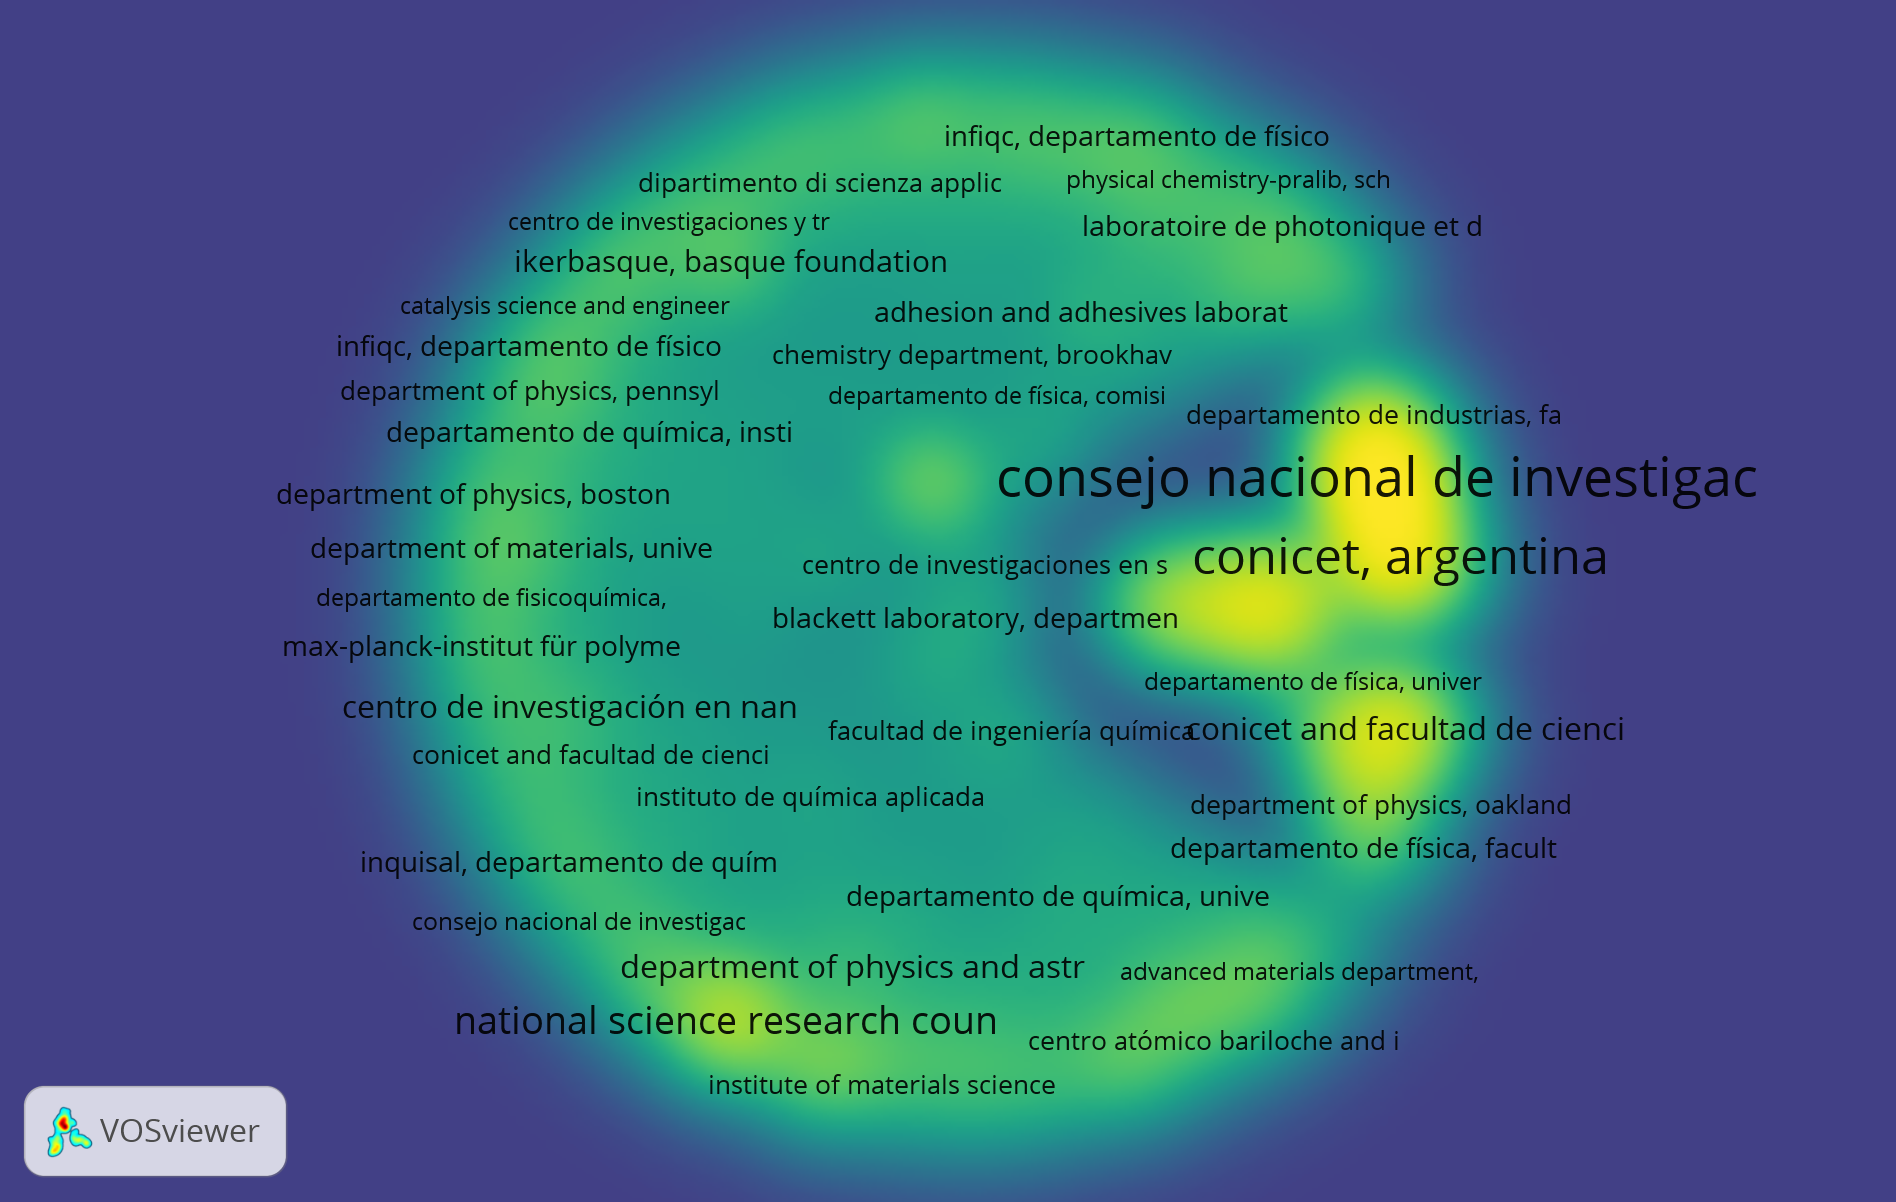 infiqc, departamento de físico
dipartimento di scienza applic
physical chemistry-pralib, sch
centro de investigaciones y tr
laboratoire de photonique et d
ikerbasque, basque foundation
catalysis science and engineer
adhesion and adhesives laborat
infiqc, departamento de físico
chemistry department, brookhav
department of physics, pennsyl
departamento de física, comisi
departamento de industrias, fa
departamento de química, insti
consejo nacional de investigac
department of physics, boston
department of materials, unive
conicet, argentina
centro de investigaciones en s
departamento de fisicoquímica,
blackett laboratory, departmen
max-planck-institut für polyme
departamento de física, univer
centro de investigación en nan
facultad de ingeniería química
conicet and facultad de cienci
conicet and facultad de cienci
instituto de química aplicada
department of physics, oakland
departamento de física, facult
inquisal, departamento de quím
departamento de química, unive
consejo nacional de investigac
department of physics and astr
advanced materials department,
national science research coun
centro atómico bariloche and i
institute of materials science
VOSviewer